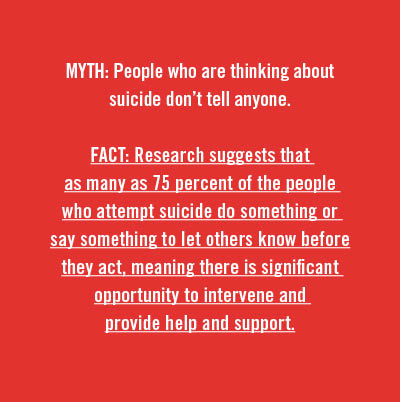 MYTH: People who are thinking about
suicide don't tell anyone.
FACT: Research suggests that
as many as 75 percent of the people
who attempt suicide do something or
say something to let others know before
they act, meaning there is significant
opportunity to intervene and
provide help and support.